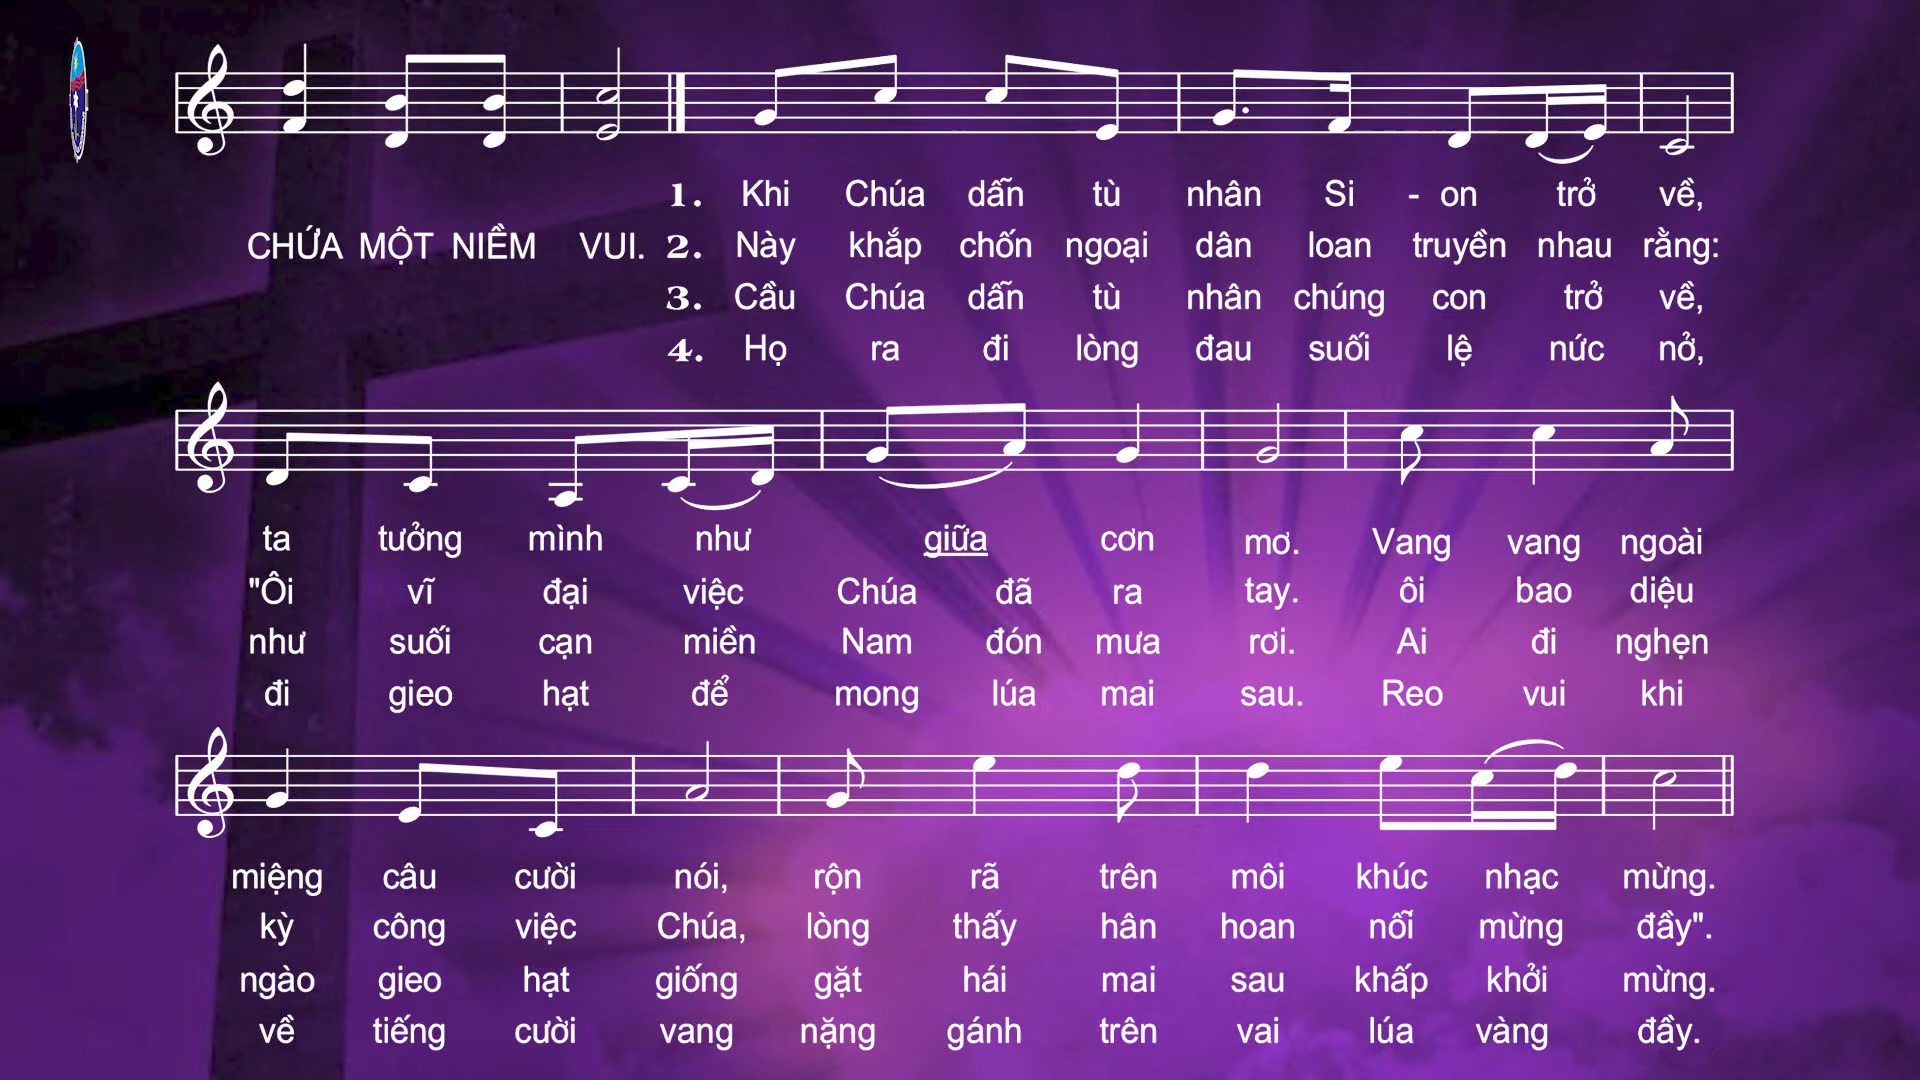 1. Khi Chúa dẫn tù nhân Si - on trở về,
CHỨA MỘT NIỀM VUI. 2. Này khắp chốn ngoại dân loan truyền nhau rằng:
3. Cầu Chúa dẫn tù nhân chúng con trở về,
4. Họ ra đi lòng đau suối lệ nức nở,
ta tưởng mình như giữa cơn mơ. Vang vang ngoài
"Ôi vĩ đại việc Chúa đã ra tay. ôi bao diệu
như suối cạn miền Nam đón mưa rơi. Ai đi nghẹn
đi gieo hạt để mong lúa mai sau. Reo vui khi
miệng câu cười nói, rộn rã trên môi khúc nhạc mừng.
kỳ công việc Chúa, lòng thấy hân hoan nỗi mừng đầy".
ngào gieo hạt giống gặt hái mai sau khấp khởi mừng.
về tiếng cười vang nặng gánh trên vai lúa vàng đầy.